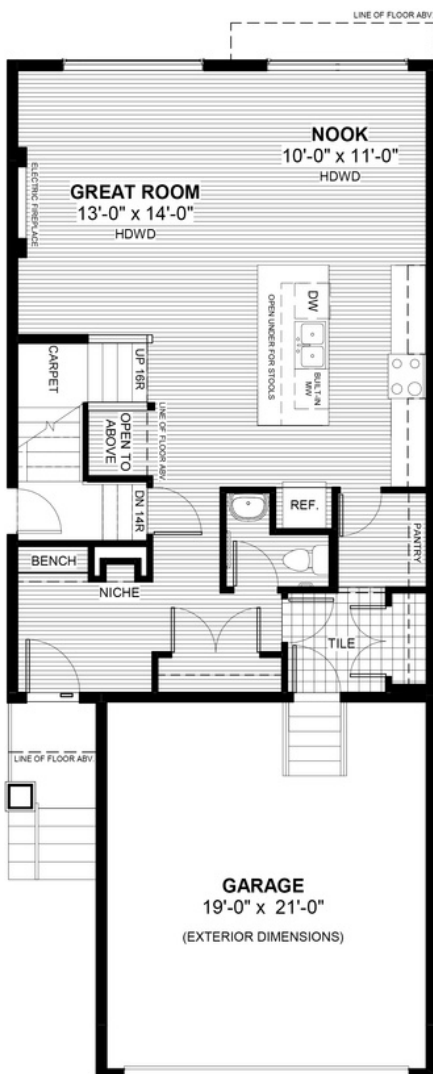 LINE OF FLOOR ABV.
NOOK
10'-0" x 11'-0"
HDWD
GREAT ROOM
13'-0" x 14'-0"
HDWD
ELECTRIC FIREPLACE
OPEN UNDER FOR STOOLS
DW
BUILT-IN
MW
CARPET
UP 16R
OPEN TO
ABOVE
LINE OF FLOOR ABV.
DN 14R
REF.
PANTRY
BENCH
NICHE
TILE
LINE OF FLOOR ABV.
GARAGE
19'-0" x 21'-0"
(EXTERIOR DIMENSIONS)